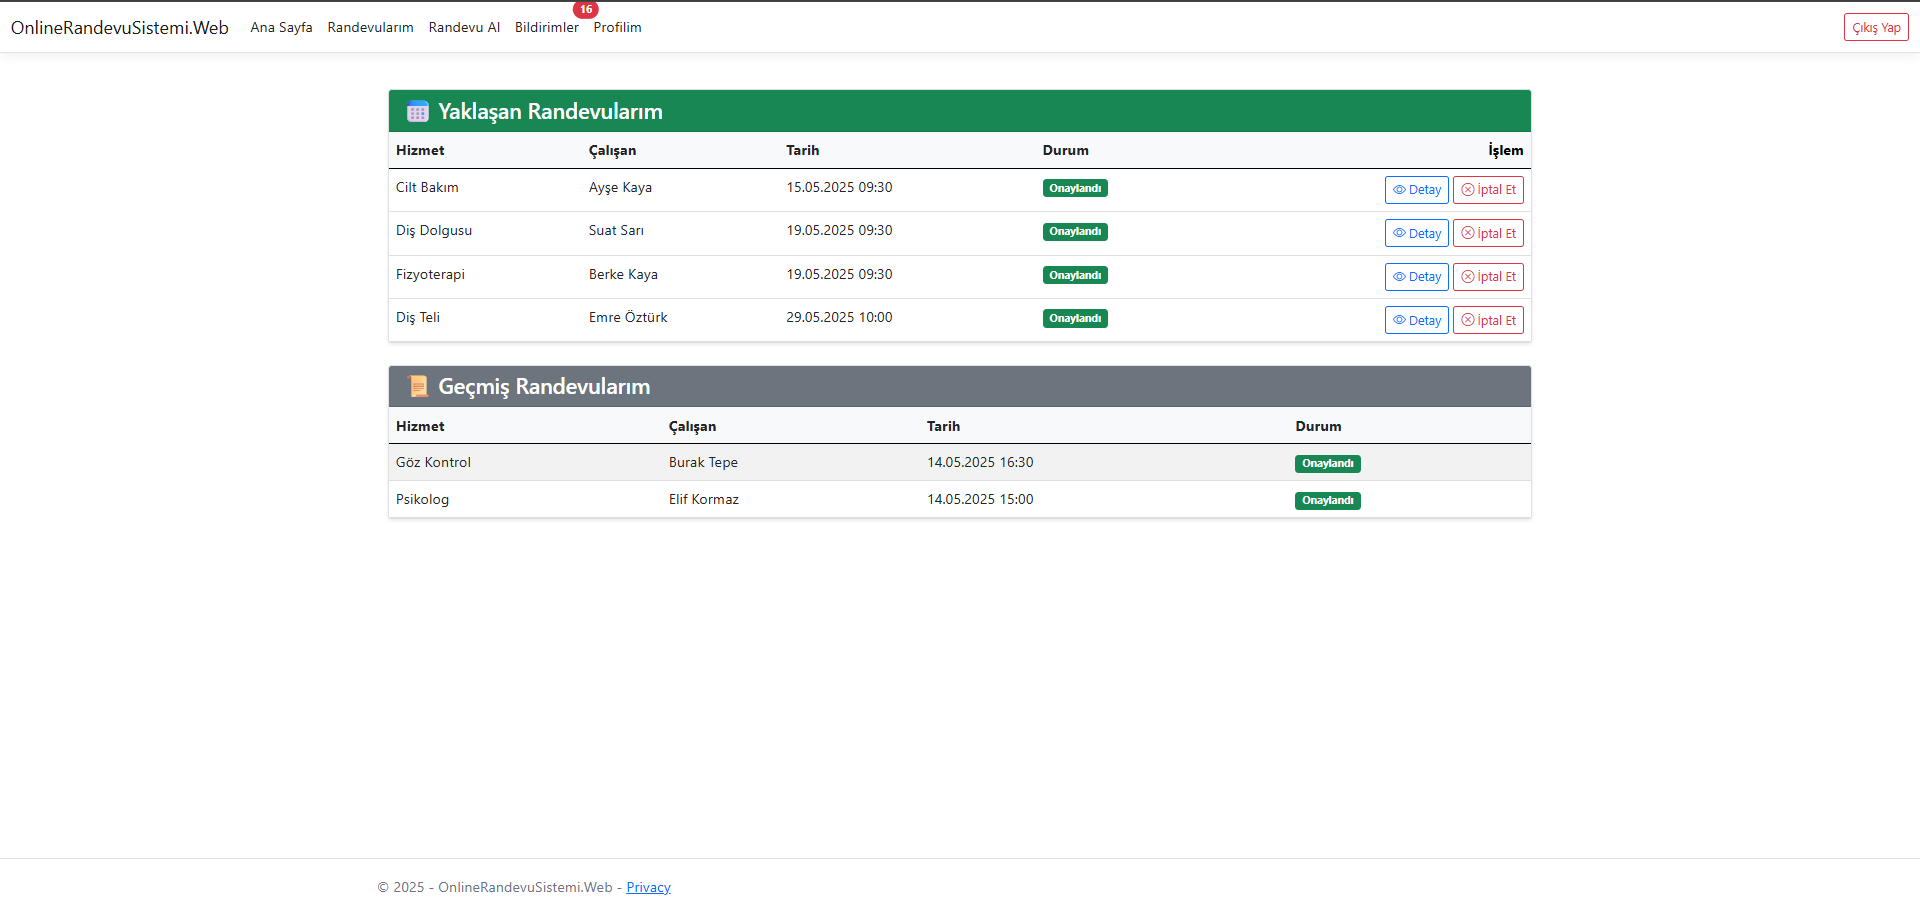 16
OnlineRandevuSistemi.Web Ana Sayfa Randevularım Randevu Al Bildirimler Profilim Çıkış Yap
Yaklaşan Randevularım
Hizmet Çalışan Tarih Durum İşlem
Cilt Bakım Ayşe Kaya 15.05.2025 09:30 Onaylandı Detay İptal Et
Diş Dolgusu Suat Sarı 19.05.2025 09:30 Onaylandı Detay İptal Et
Fizyoterapi Berke Kaya 19.05.2025 09:30 Onaylandı Detay İptal Et
Diş Teli Emre Öztürk 29.05.2025 10:00 Onaylandı Detay İptal Et
Geçmiş Randevularım
Hizmet Çalışan Tarih Durum
Göz Kontrol Burak Tepe 14.05.2025 16:30 Onaylandı
Psikolog Elif Kormaz 14.05.2025 15:00 Onaylandı
© 2025 - OnlineRandevuSistemi.Web - Privacy